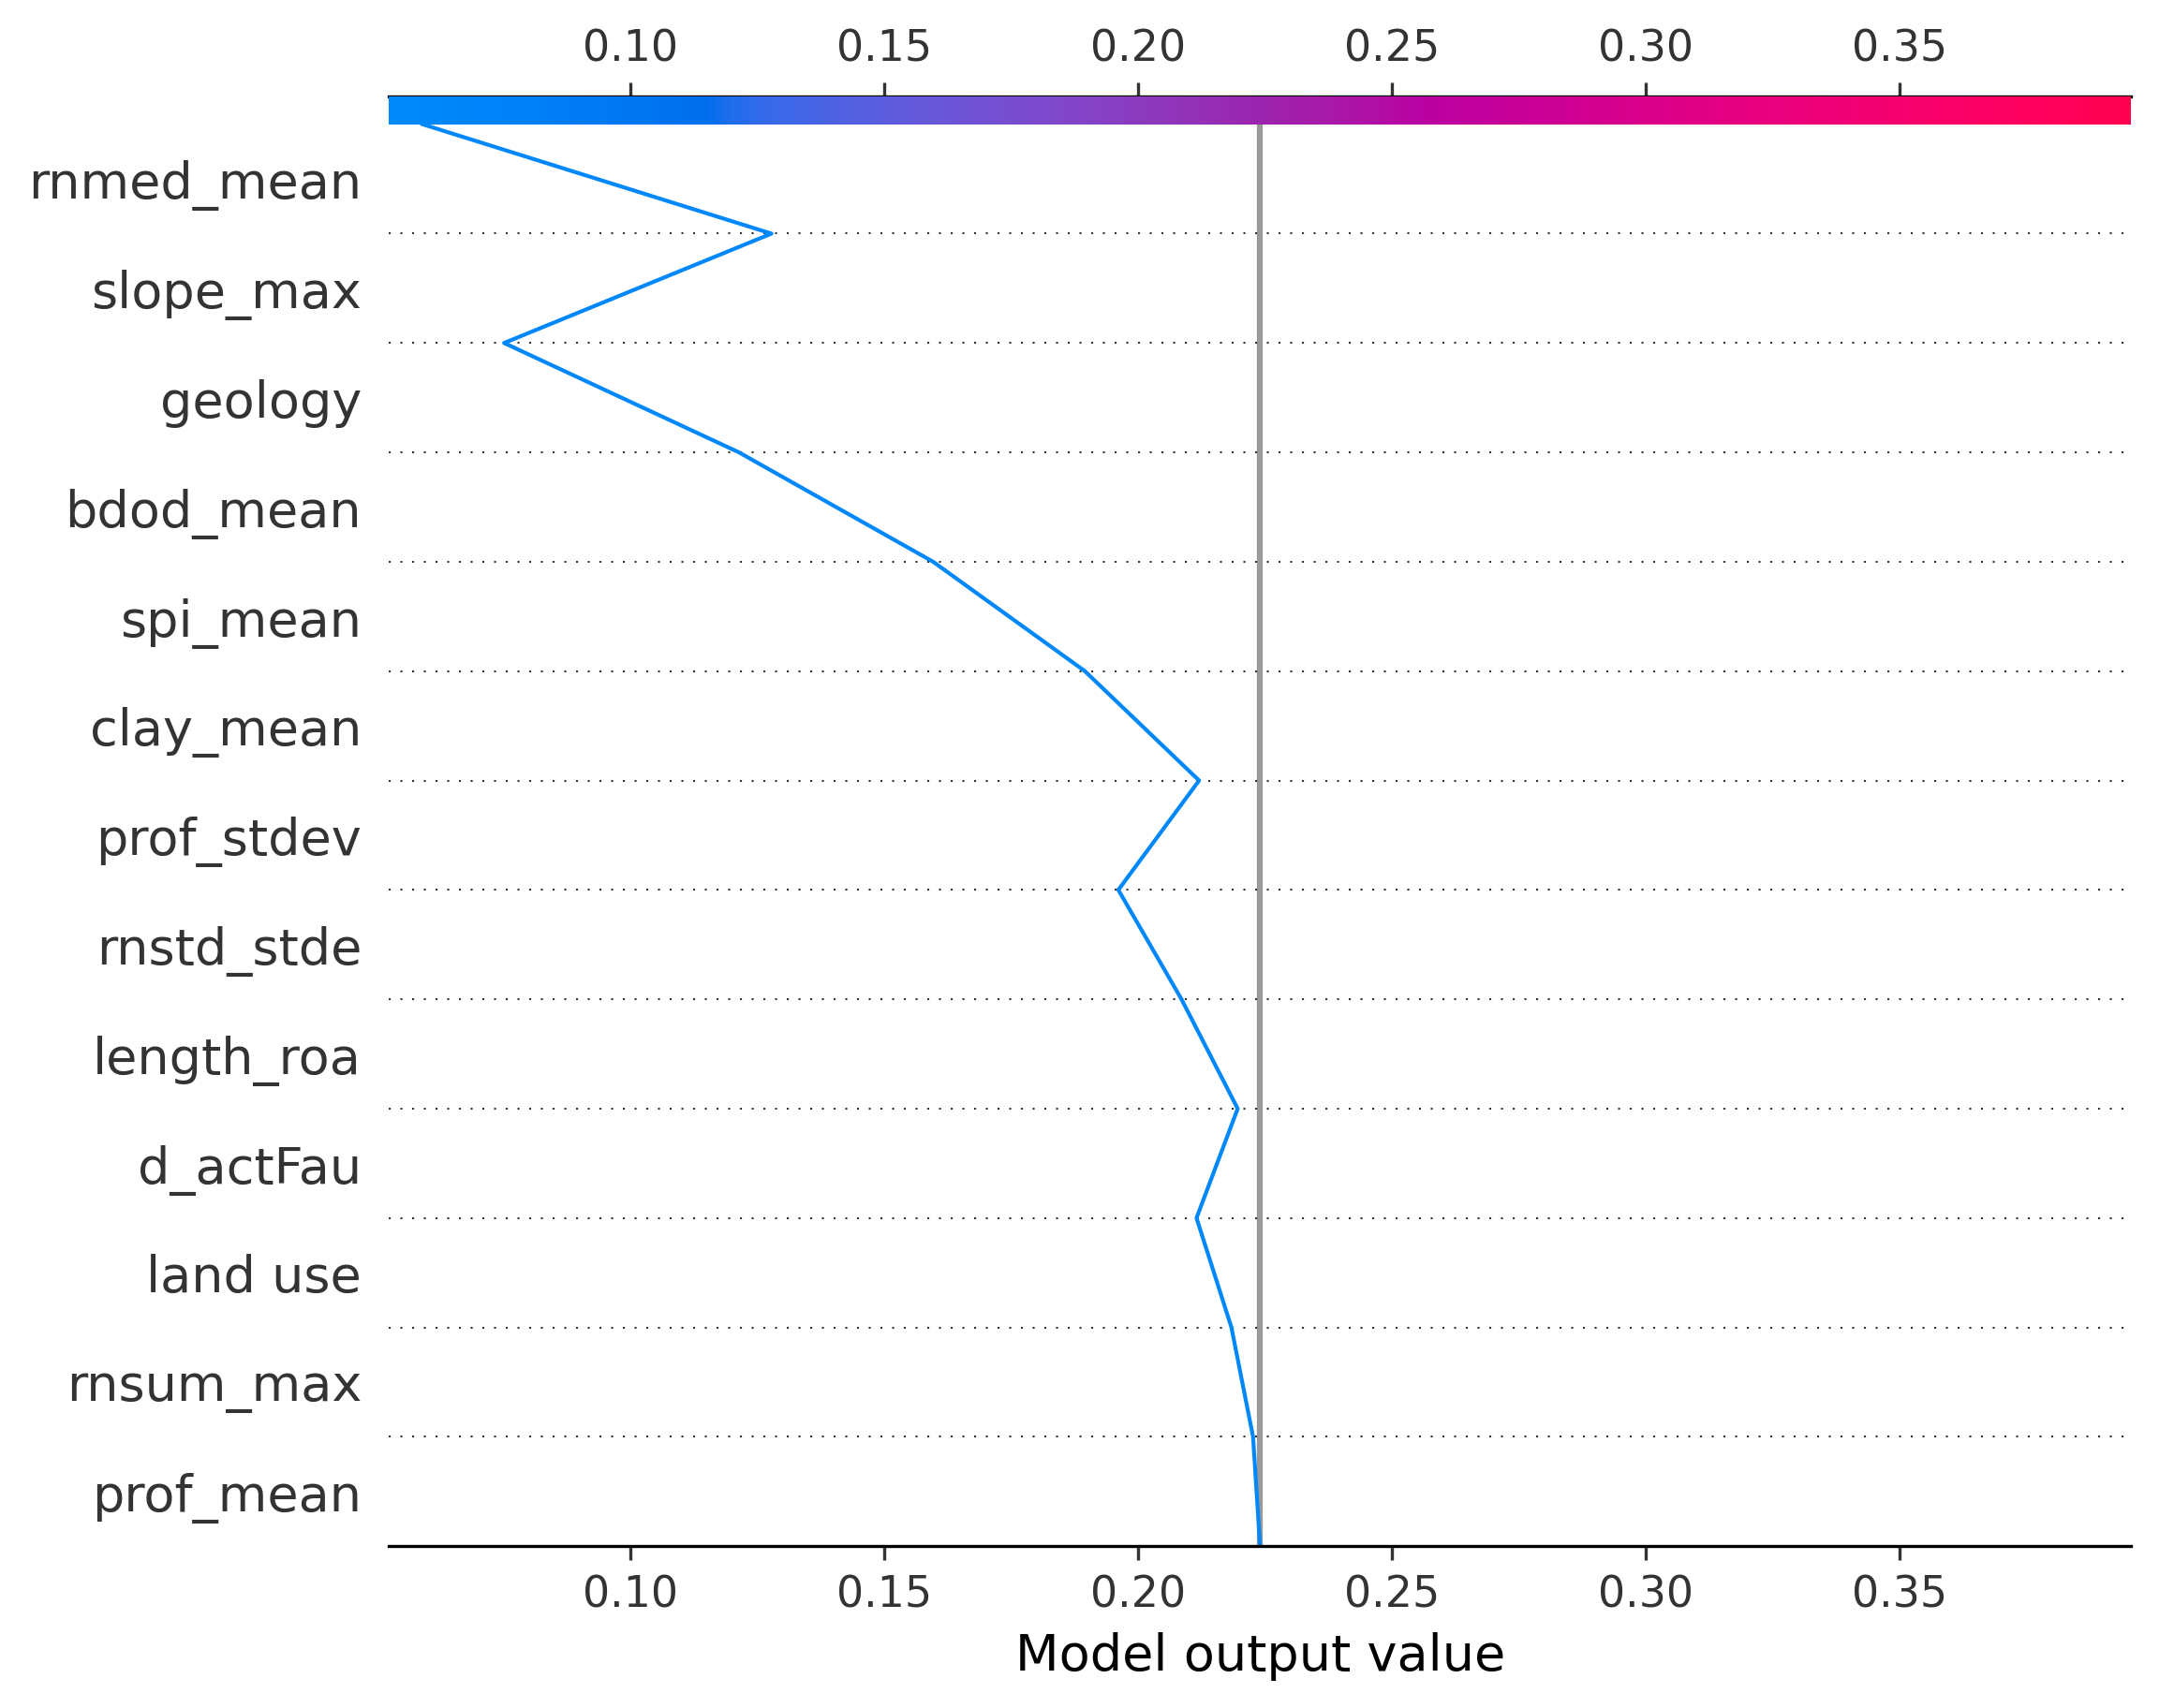 0.10 0.15 0.20 0.25 0.30 0.35
rnmed_mean
slope_max
geology
bdod_mean
spi_mean
clay_mean
prof_stdev
rnstd_stde
length_roa
d_actFau
land use
rnsum_max
prof_mean
0.10 0.15 0.20 0.25 0.30 0.35
Model output value